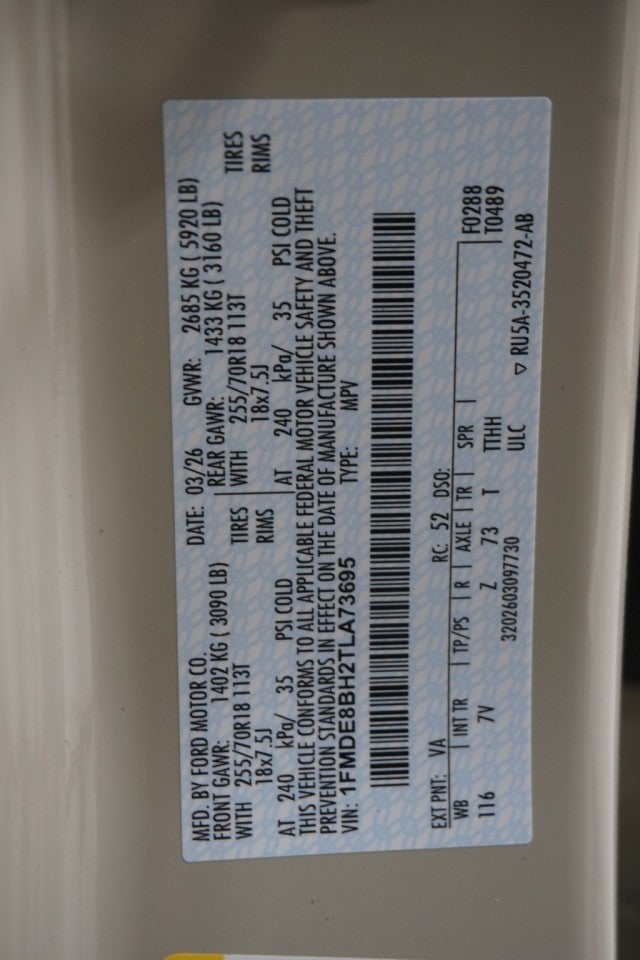 MFD. BY FORD MOTOR CO.
DATE: 03/26 GVWR: 2685 KG ( 5920 LB)
FRONT GAWR: 1402 KG ( 3090 LB)
REAR GAWR: 1433 KG ( 3160 LB)
WITH 255/70R18 113T TIRES
WITH 255/70R18 113T TIRES
18x7.5J RIMS
18x7.5J RIMS
AT 240 kPa/ 35 PSI COLD
AT 240 kPa/ 35 PSI COLD
THIS VEHICLE CONFORMS TO ALL APPLICABLE FEDERAL MOTOR VEHICLE SAFETY AND THEFT
PREVENTION STANDARDS IN EFFECT ON THE DATE OF MANUFACTURE SHOWN ABOVE.
VIN: 1FMDE8BH2TLA73695 TYPE: MPV
EXT PNT: VA RC: 52 DSO: F0288
WB INT TR TP/PS R AXLE TR SPR T0489
116 7V Z 73 T TTHH
ULC
3202603097730
▽ RU5A-3520472-AB